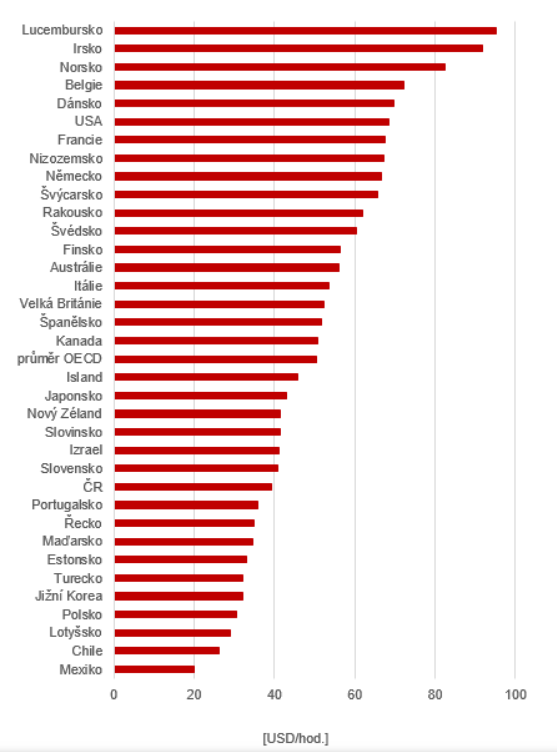 Lucembursko
Irsko
Norsko
Belgie
Dánsko
USA
Francie
Nizozemsko
Německo
Švýcarsko
Rakousko
Švédsko
Finsko
Austrálie
Itálie
Velká Británie
Španělsko
Kanada
průměr OECD
Island
Japonsko
Nový Zéland
Slovinsko
Izrael
Slovensko
ČR
Portugalsko
Řecko
Maďarsko
Estonsko
Turecko
Jižní Korea
Polsko
Lotyšsko
Chile
Mexiko
0 20 40 60 80 100
[USD/hod.]